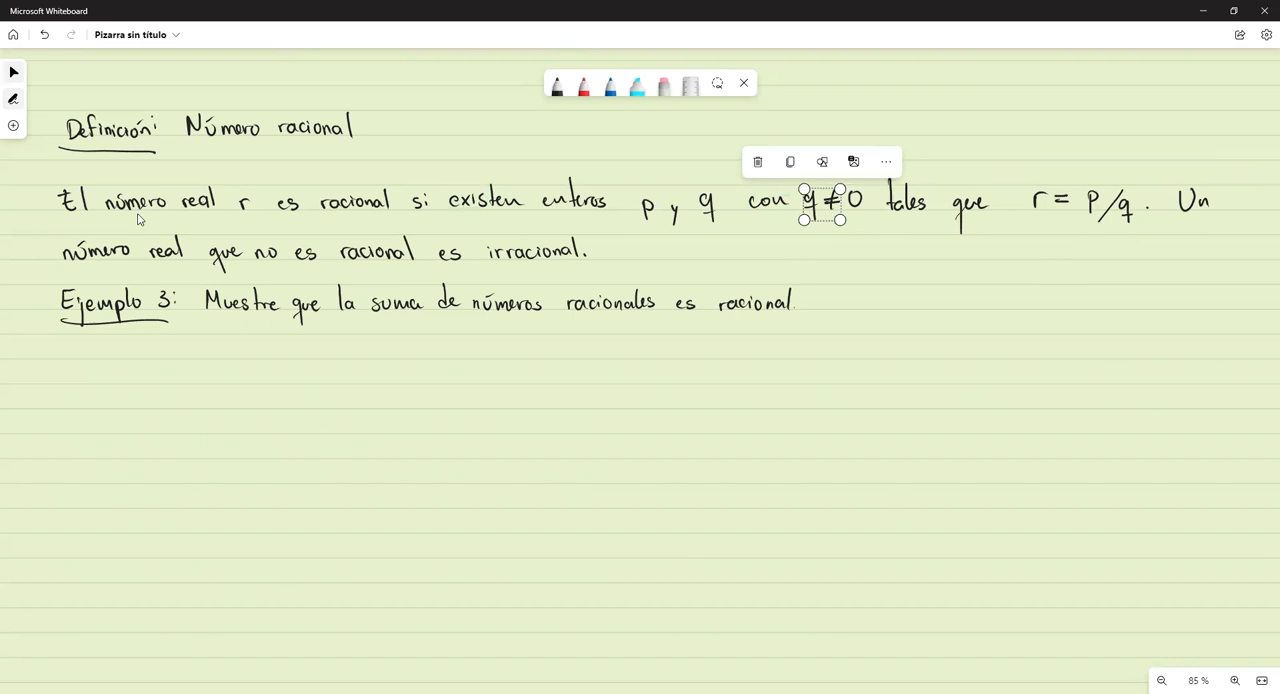 Microsoft Whiteboard
Pizarra sin título
Definición: Número racional
El número real r es racional si existen enteros p y q con q ≠ 0 tales que r = p/q. Un
número real que no es racional es irracional.
Ejemplo 3: Muestre que la suma de números racionales es racional.
85 %